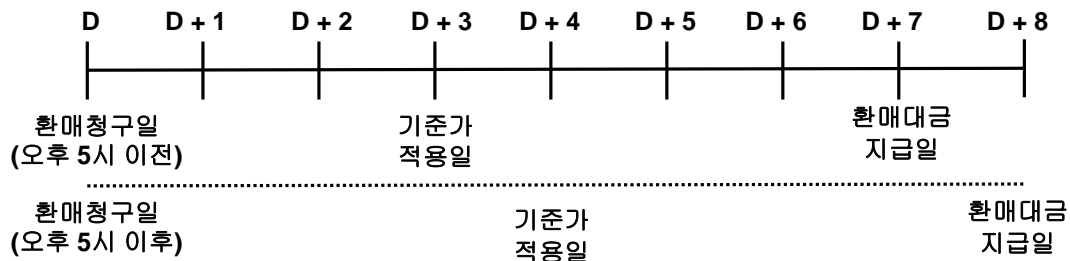 D D + 1 D + 2 D + 3 D + 4 D + 5 D + 6 D + 7 D + 8
환매청구일
(오후 5시 이전)
기준가
적용일
환매대금
지급일
환매청구일
(오후 5시 이후)
기준가
적용일
환매대금
지급일